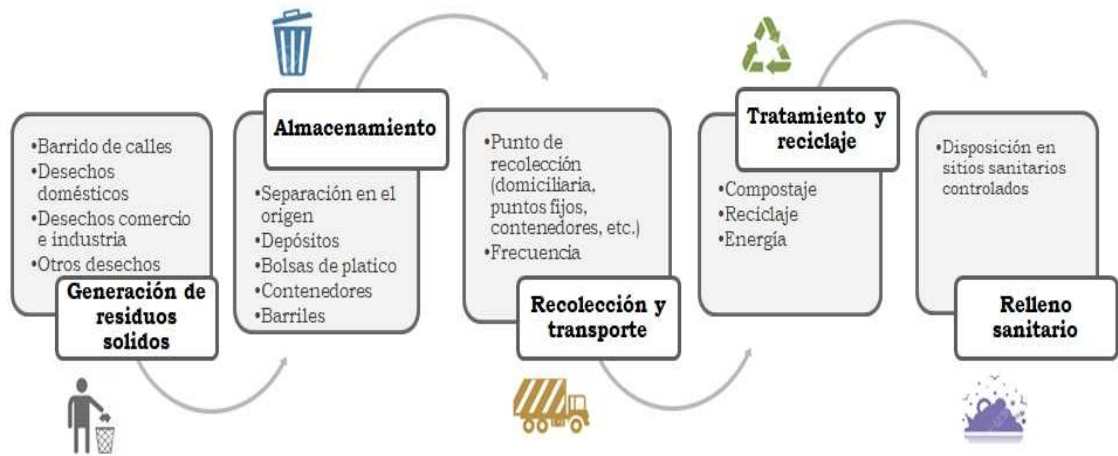 •Barrido de calles
•Desechos
domésticos
•Desechos comercio
e industria
•Otros desechos
Generación de
residuos
solidos
Almacenamiento
•Separación en el
origen
•Depósitos
•Bolsas de platico
•Contenedores
•Barriles
•Punto de
recolección
(domiciliaria,
puntos fijos,
contenedores, etc.)
•Frecuencia
Recolección y
transporte
Tratamiento y
reciclaje
•Compostaje
•Reciclaje
•Energía
•Disposición en
sitios sanitarios
controlados
Relleno
sanitario